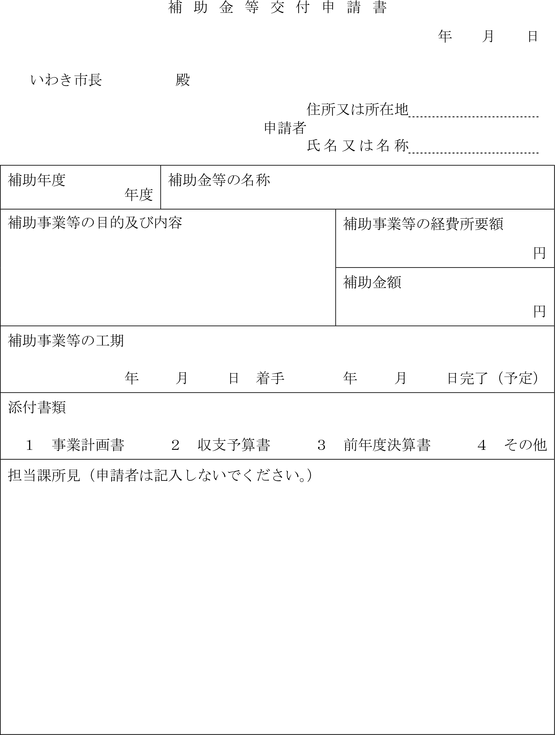 補助金等交付申請書
年　月　日
いわき市長　　　　殿
住所又は所在地
申請者
氏名又は名称
補助年度　補助金等の名称
年度
補助事業等の目的及び内容　補助事業等の経費所要額
円
補助金額
円
補助事業等の工期
年　月　日　着手　年　月　日完了（予定）
添付書類
1　事業計画書　2　収支予算書　3　前年度決算書　4　その他
担当課所見（申請者は記入しないでください。）